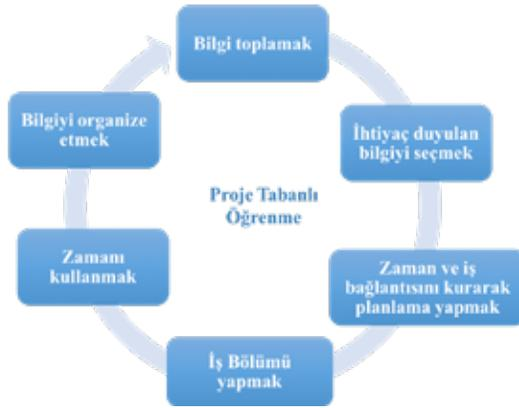 Bilgi toplamak
İhtiyaç duyulan
bilgiyi seçmek
Zaman ve iş
bağlantısını kurarak
planlama yapmak
İş Bölümü
yapmak
Zamanı
kullanmak
Bilgiyi organize
etmek
Proje Tabanlı
Öğrenme